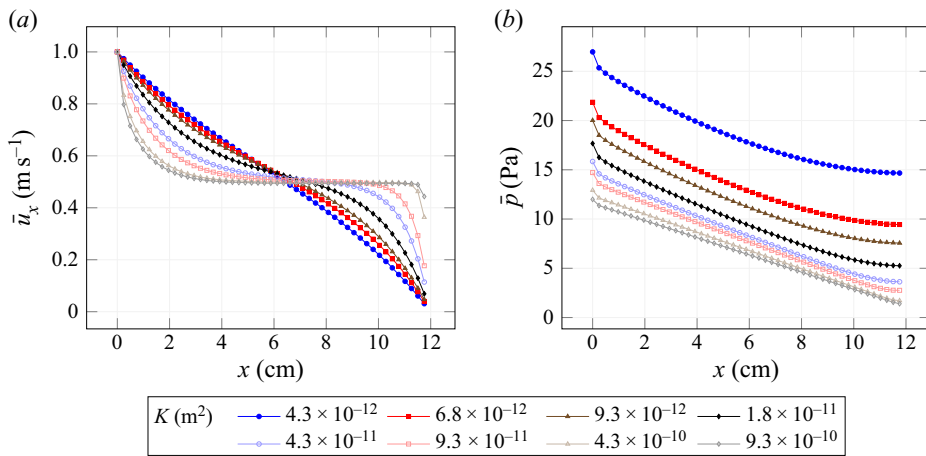 (a)
(b)
1.0
0.8
0.6
0.4
0.2
0
ūₓ (m s⁻¹)
0 2 4 6 8 10 12
x (cm)
25
20
15
10
5
0
p̄ (Pa)
0 2 4 6 8 10 12
x (cm)
K (m²) 4.3 × 10⁻¹² 6.8 × 10⁻¹² 9.3 × 10⁻¹² 1.8 × 10⁻¹¹
4.3 × 10⁻¹¹ 9.3 × 10⁻¹¹ 4.3 × 10⁻¹⁰ 9.3 × 10⁻¹⁰